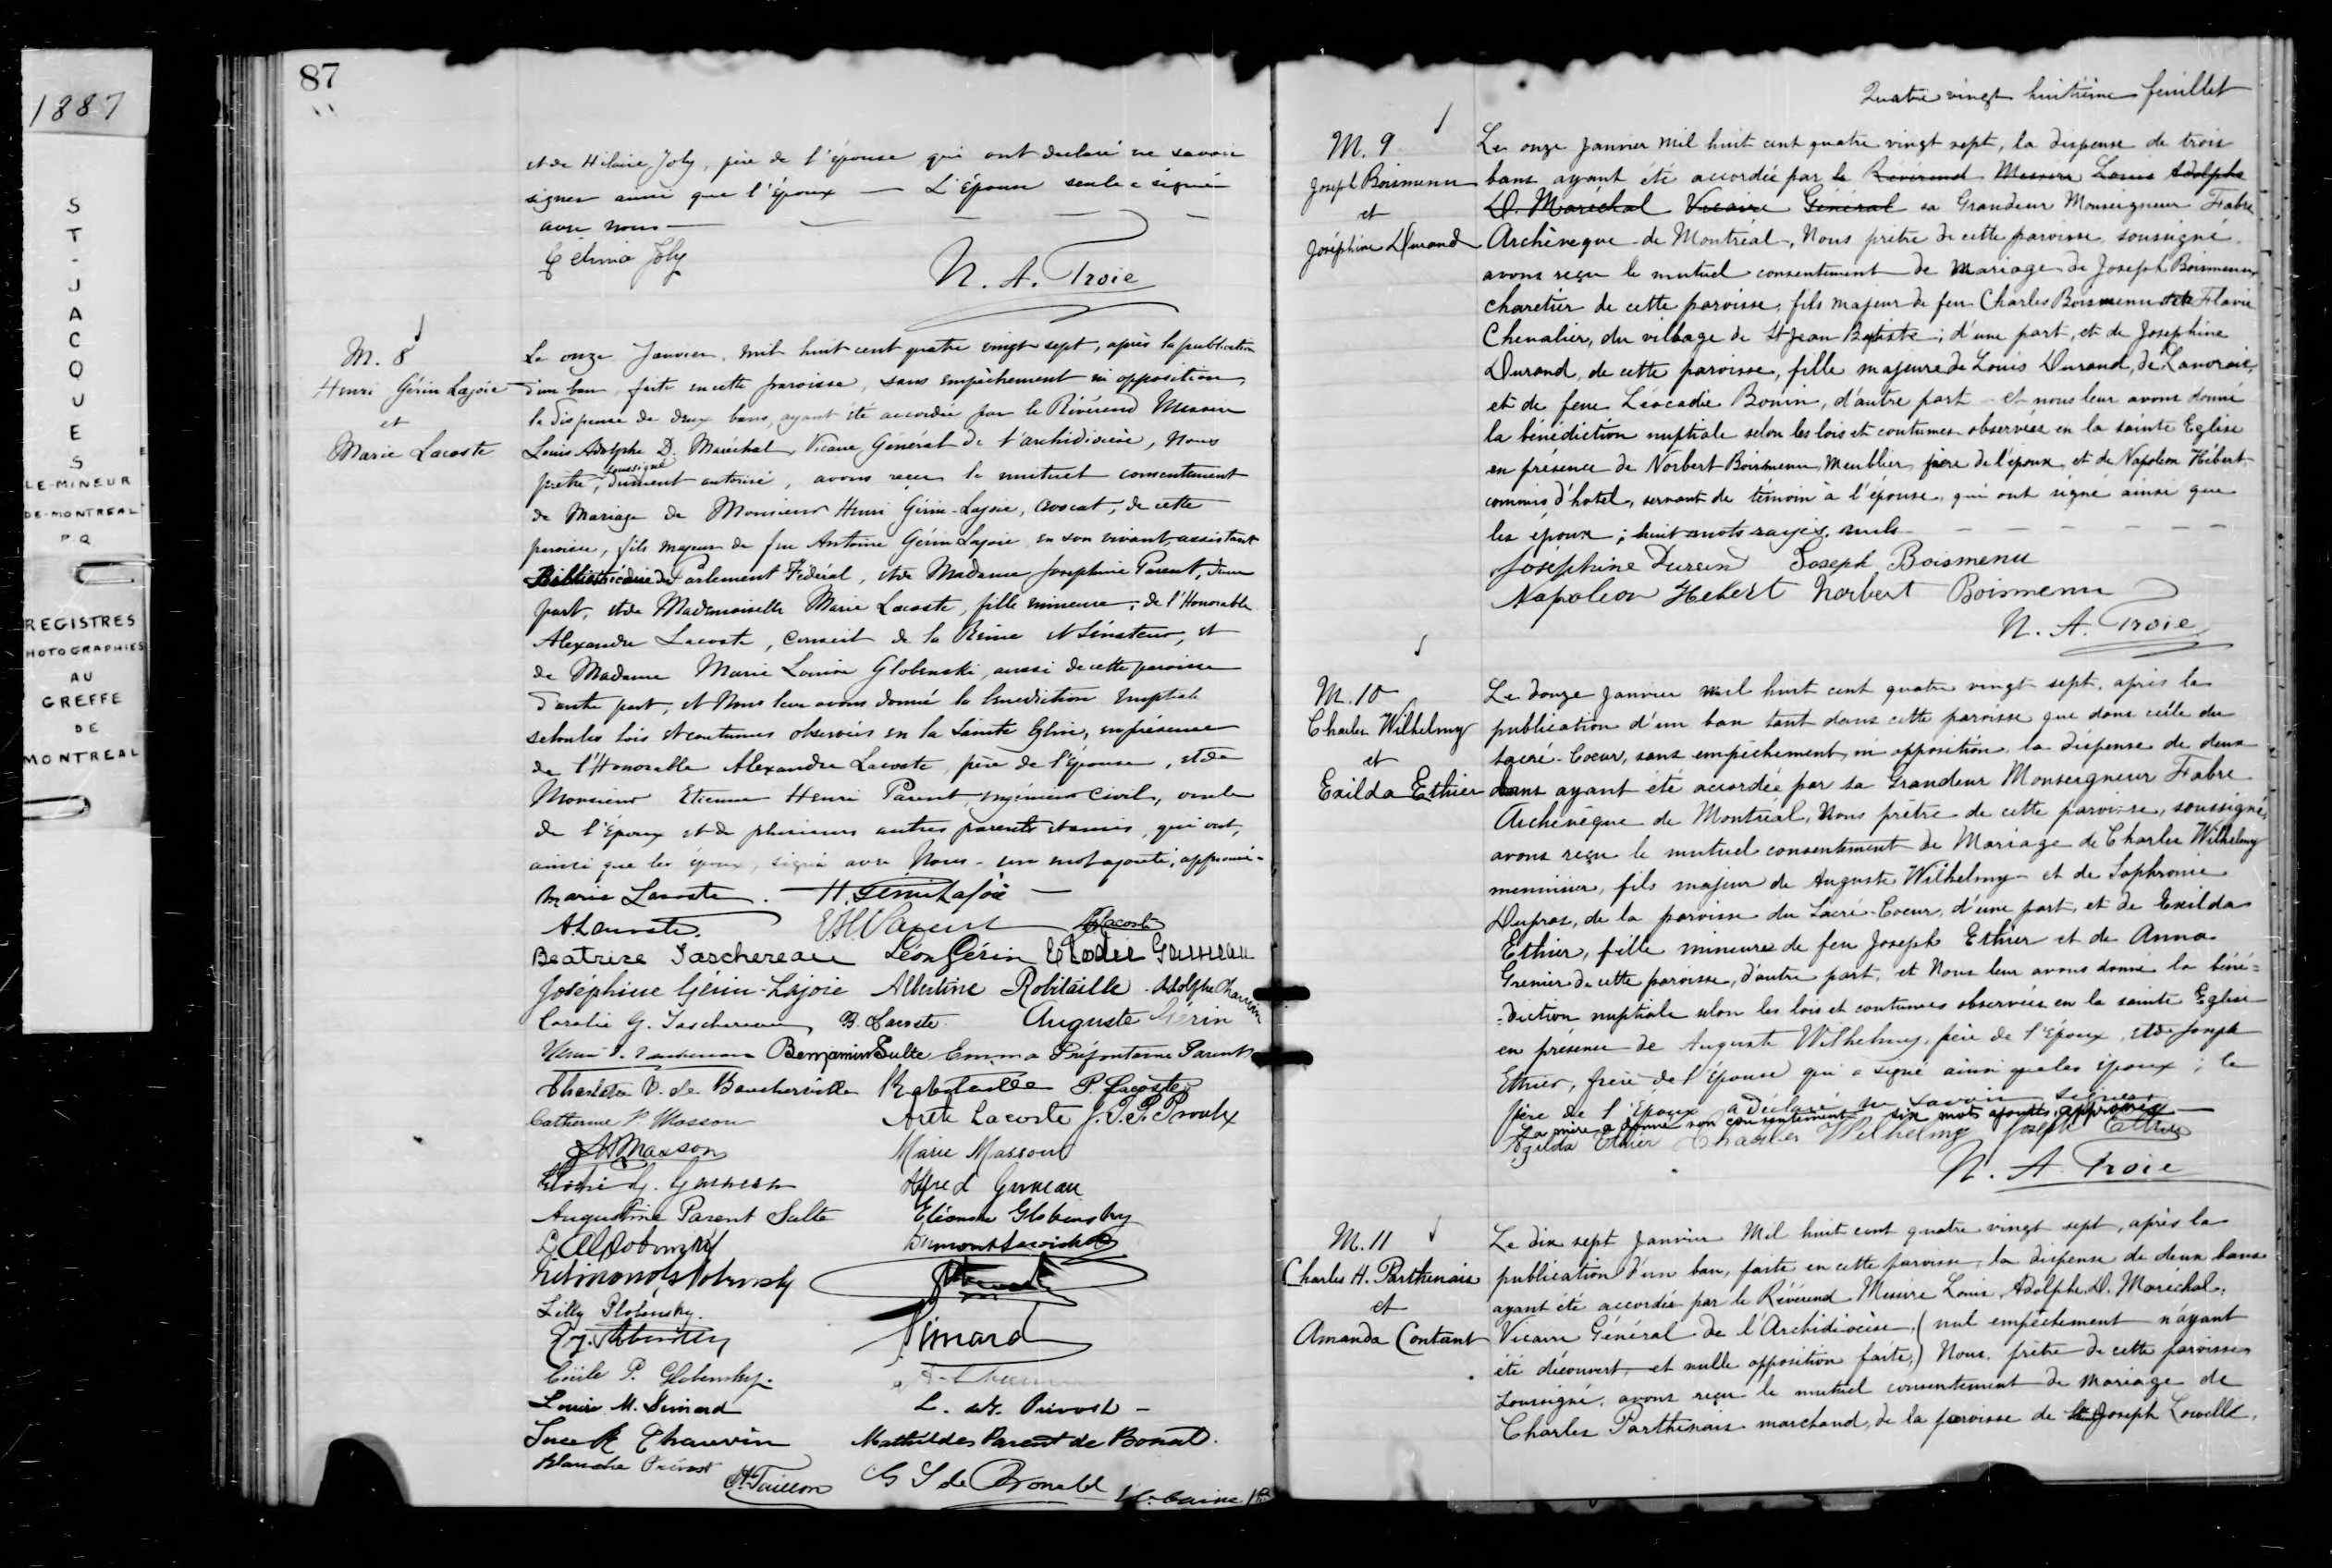 1887
ST-JACQUES
LE-MINEUR
DE-MONTREAL
P Q
REGISTRES
PHOTOGRAPHIES
AU
GREFFE
DE
MONTREAL
87
et de Hilaire Joly, père de l'épouse qui ont declaré ne savoir
signer ainsi que l'époux — L'Épouse seule a signé
avec nous —
Célima Joly
N. A. Troie
M. 8
Henri Gérin Lajoie
et
Marie Lacoste
Le onze Janvier, mil huit cent quatre vingt sept, après la publication
d'un ban, faite en cette paroisse, sans empêchement ni opposition,
la dispense de deux bans, ayant été accordée par le Révérend Messire
Louis Adolphe D. Maréchal, Vicaire Général de l'archidiocèse, Nous
soussigné
prêtre, dûment autorisé, avons reçu le mutuel consentement
de Mariage de Monsieur Henri Gérin-Lajoie, avocat, de cette
paroisse, fils majeur de feu Antoine Gérin Lajoie en son vivant, assistant
Bibliothécaire du Parlement Fédéral, et de Madame Josephine Parent, d'une
part, et de Mademoiselle Marie Lacoste, fille mineure, de l'Honorable
Alexandre Lacoste, Conseil de la Reine et Sénateur, et
de Madame Marie Louise Globenski, aussi de cette paroisse
d'autre part, et Nous leur avons donné la bénédiction nuptiale
selon les lois et coutumes observées en la Sainte Eglise, en présence
de l'Honorable Alexandre Lacoste, père de l'épouse, et de
Monsieur Etienne Henri Parent, ingénieur Civil, oncle
de l'Époux et de plusieurs autres parents et amis, qui ont,
ainsi que les époux, signé avec Nous - un mot ajouté, approuvé -
Marie Lacoste. — H. Gérin Lajoie —
A. Lacoste. E H Parent Lacoste
Béatrice Taschereau Léon Gérin Elodie Garneau
Joséphine Gérin-Lajoie Albertine Robitaille Adolphe Chauvin
Coralie G. Taschereau B. Lacoste Auguste Gérin
Benjamin Sulte Emma Préfontaine Parent
Charlotte V. de Boucherville Robitaille P. Lacoste
Catherine P Masson Arth Lacoste J. P. P. Proulx
Masson Marie Masson
Elodie G. Garneau Alfred Garneau
Augustine Parent Sulte Eléonore Globensky
Globensky Dumont Laviolette
Globensky
Lilly Globensky
Simard
Cécile P. Globensky.
Louise M. Simard L. Prévost -
Luce R Chauvin Mathilde Parent de Bonald.
Blanche Prévost G S de Bonald
Taillon
Quatre vingt huitième feuillet
M. 9
Joseph Boismenu
et
Joséphine Durand
Le onze Janvier mil huit cent quatre vingt sept, la dispense de trois
bans ayant été accordée par le Révérend Messire Louis Adolphe
D. Maréchal Vicaire Général sa Grandeur Monseigneur Fabre
Archèveque de Montréal, Nous prêtre de cette paroisse, soussigné
avons reçu le mutuel consentement de Mariage de Joseph Boismenu
charetier de cette paroisse, fils majeur de feu Charles Boismenu et de Flavie
Chevalier, du village de St Jean Baptiste; d'une part, et de Josephine
Durand, de cette paroisse, fille majeure de Louis Durand, de Lanoraie,
et de feue Leocadie Bonin, d'autre part et nous leur avons donné
la bénédiction nuptiale selon les lois et coutumes observées en la sainte Eglise
en présence de Norbert Boismenu, Meublier, frère de l'époux, et de Napoléon Hébert
commis d'hotel, servant de témoin à l'épouse, qui ont signé ainsi que
les époux; huit mots rayés, nuls -
Joséphine Durand Joseph Boismenu
Napoleon Hebert Norbert Boismenu
N. A. Troie
M. 10
Charles Wilhelmy
et
Exilda Ethier
Le douze Janvier mil huit cent quatre vingt sept, après la
publication d'un ban tant dans cette paroisse que dans celle du
Sacré-Coeur, sans empêchement, ni opposition, la dispense de deux
bans ayant été accordée par sa Grandeur Monseigneur Fabre
Archevêque de Montréal, Nous prêtre de cette paroisse, soussigné,
avons reçu le mutuel consentement de Mariage de Charles Wilhelmy
menuisier, fils majeur de Auguste Wilhelmy et de Sophronie
Dupras, de la paroisse du Sacré-Coeur, d'une part, et de Exilda
Ethier, fille mineure de feu Joseph Ethier et de Anna
Grenier de cette paroisse, d'autre part, et Nous leur avons donné la béné=
=diction nuptiale selon les lois et coutumes observées en la sainte Eglise
en présence de Auguste Wilhelmy, père de l'époux, et de Joseph
Ethier, frère de l'épouse qui a signé ainsi que les époux; le
père de l'Époux a déclaré ne savoir signer
La mère a donné son consentement six mots ajoutés, approuvés —
Azilda Ethier Charles Wilhelmy Joseph Ethier
N. A. Troie
M. 11
Charles H. Parthenais
et
Amanda Contant
Le dix sept Janvier Mil huit cent quatre vingt sept, après la
publication d'un ban, faite en cette paroisse, la dispense de deux bans
ayant été accordée par le Révérend Messire Louis Adolphe D. Maréchal,
Vicaire Général de l'Archidiocèse, (nul empêchement n'ayant
été découvert, et nulle opposition faite,) Nous, prêtre de cette paroisse
soussigné, avons reçu le mutuel consentement de mariage de
Charles Parthenais marchand, de la paroisse de St Joseph Lowell,